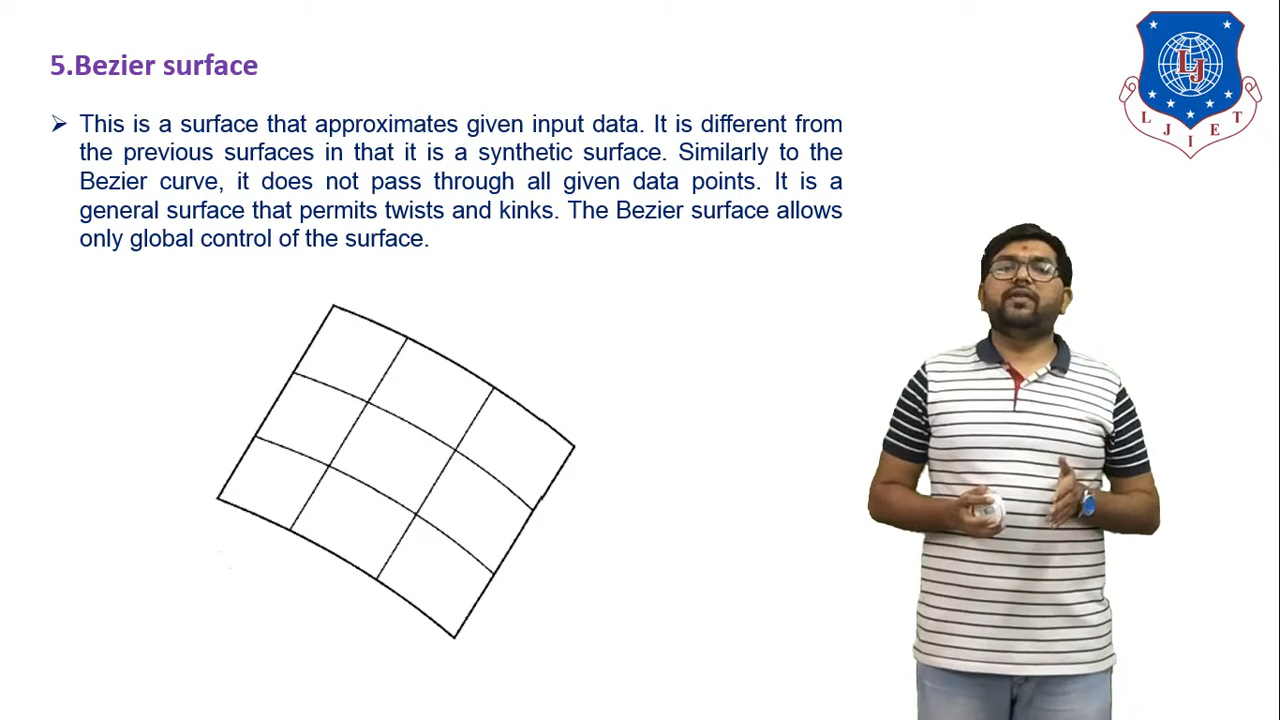 5.Bezier surface
➢ This is a surface that approximates given input data. It is different from
the previous surfaces in that it is a synthetic surface. Similarly to the
Bezier curve, it does not pass through all given data points. It is a
general surface that permits twists and kinks. The Bezier surface allows
only global control of the surface.
LJ
L J I E T